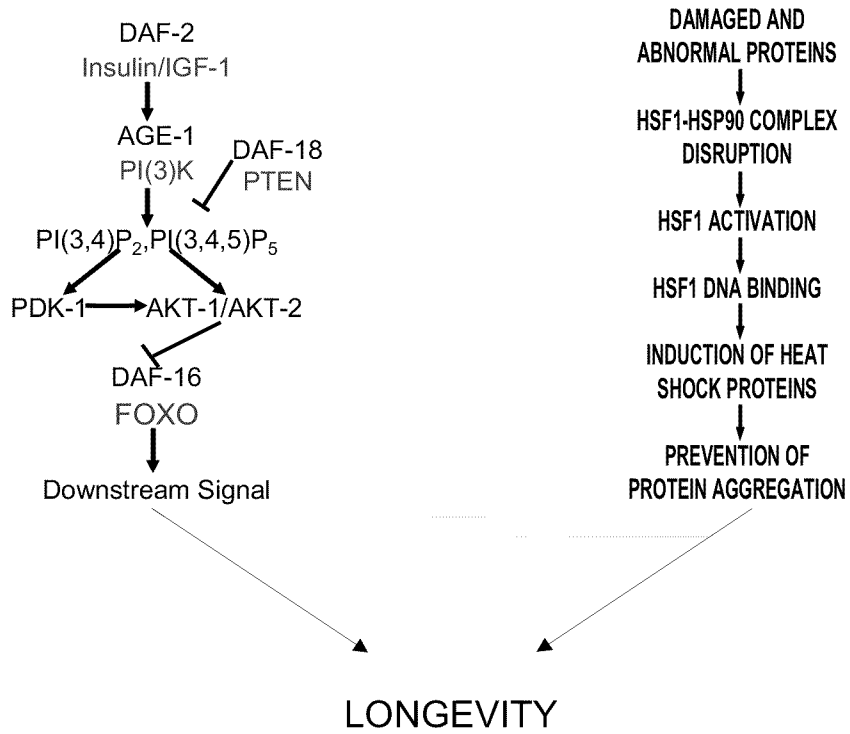 DAF-2
Insulin/IGF-1
AGE-1
PI(3)K
DAF-18
PTEN
PI(3,4)P2,PI(3,4,5)P5
PDK-1
AKT-1/AKT-2
DAF-16
FOXO
Downstream Signal
DAMAGED AND
ABNORMAL PROTEINS
HSF1-HSP90 COMPLEX
DISRUPTION
HSF1 ACTIVATION
HSF1 DNA BINDING
INDUCTION OF HEAT
SHOCK PROTEINS
PREVENTION OF
PROTEIN AGGREGATION
LONGEVITY